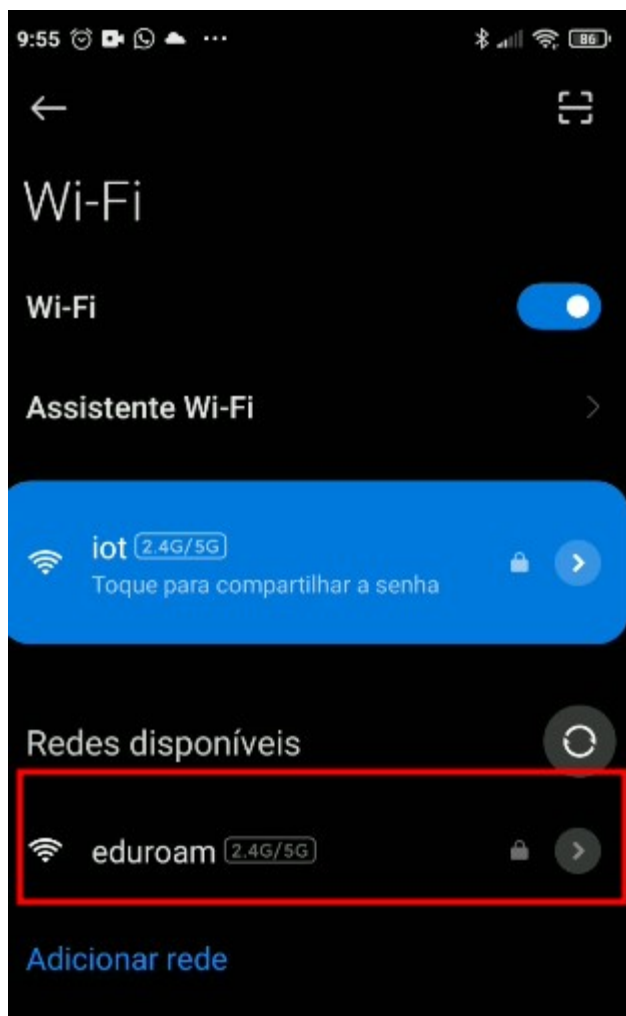 9:55 ...
86
Wi-Fi
Wi-Fi
Assistente Wi-Fi
iot 2.4G/5G
Toque para compartilhar a senha
Redes disponíveis
eduroam 2.4G/5G
Adicionar rede